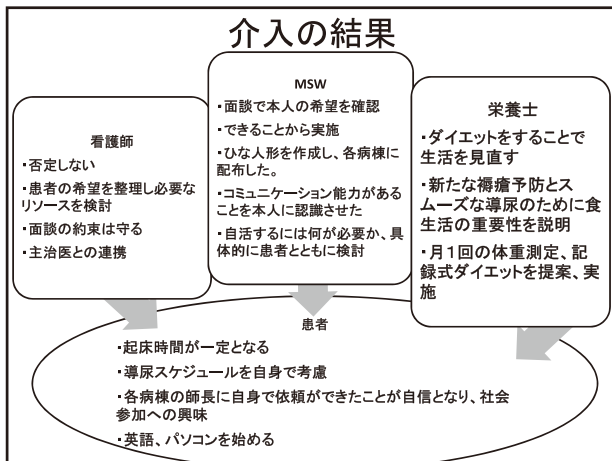 介入の結果
看護師
・否定しない
・患者の希望を整理し必要な
リソースを検討
・面談の約束は守る
・主治医との連携
MSW
・面談で本人の希望を確認
・できることから実施
・ひな人形を作成し、各病棟に
配布した。
・コミュニケーション能力がある
ことを本人に認識させた
・自活するには何が必要か、具
体的に患者とともに検討
栄養士
・ダイエットをすることで
生活を見直す
・新たな褥瘡予防とス
ムーズな導尿のために食
生活の重要性を説明
・月１回の体重測定、記
録式ダイエットを提案、実
施
患者
・起床時間が一定となる
・導尿スケジュールを自身で考慮
・各病棟の師長に自身で依頼ができたことが自信となり、社会
参加への興味
・英語、パソコンを始める